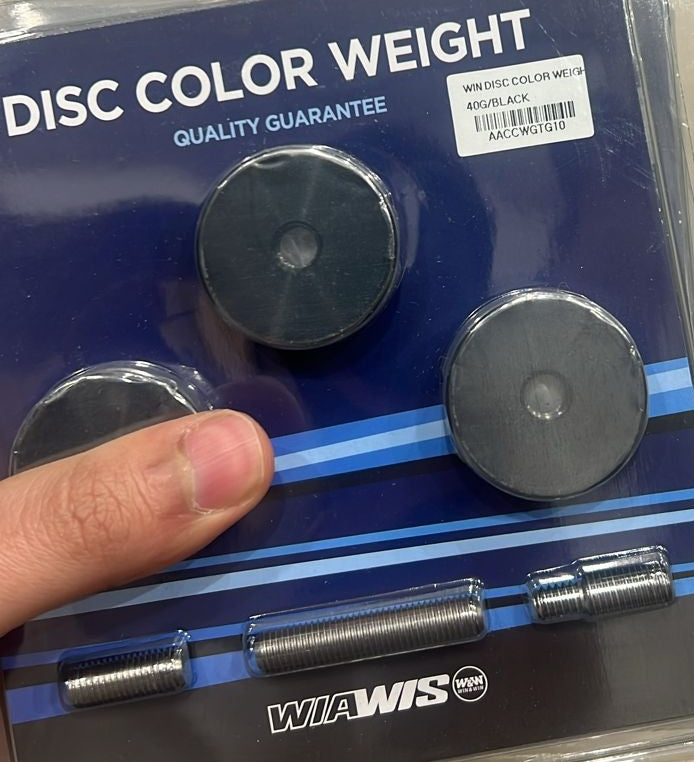 DISC COLOR WEIGHT
QUALITY GUARANTEE
WIN DISC COLOR WEIGH
40G/BLACK
AACCWGTG10
WIAWIS
W&W
WIN&WIN